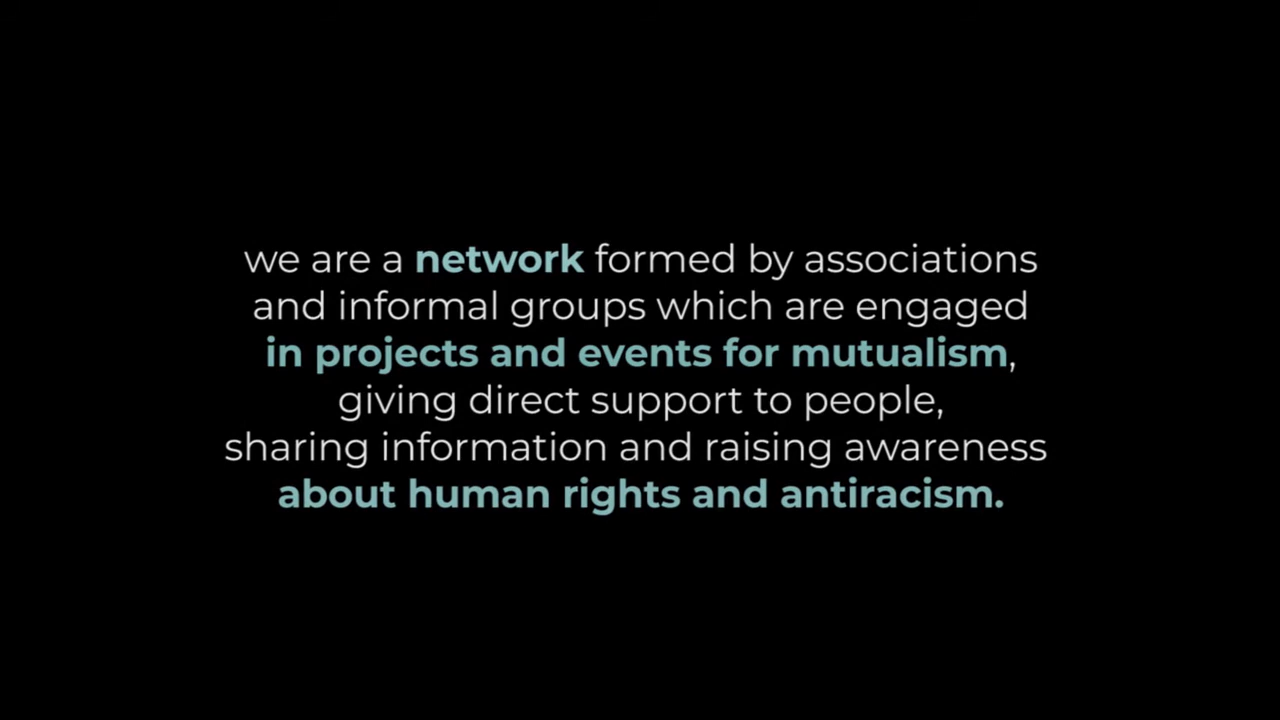 we are a network formed by associations
and informal groups which are engaged
in projects and events for mutualism,
giving direct support to people,
sharing information and raising awareness
about human rights and antiracism.